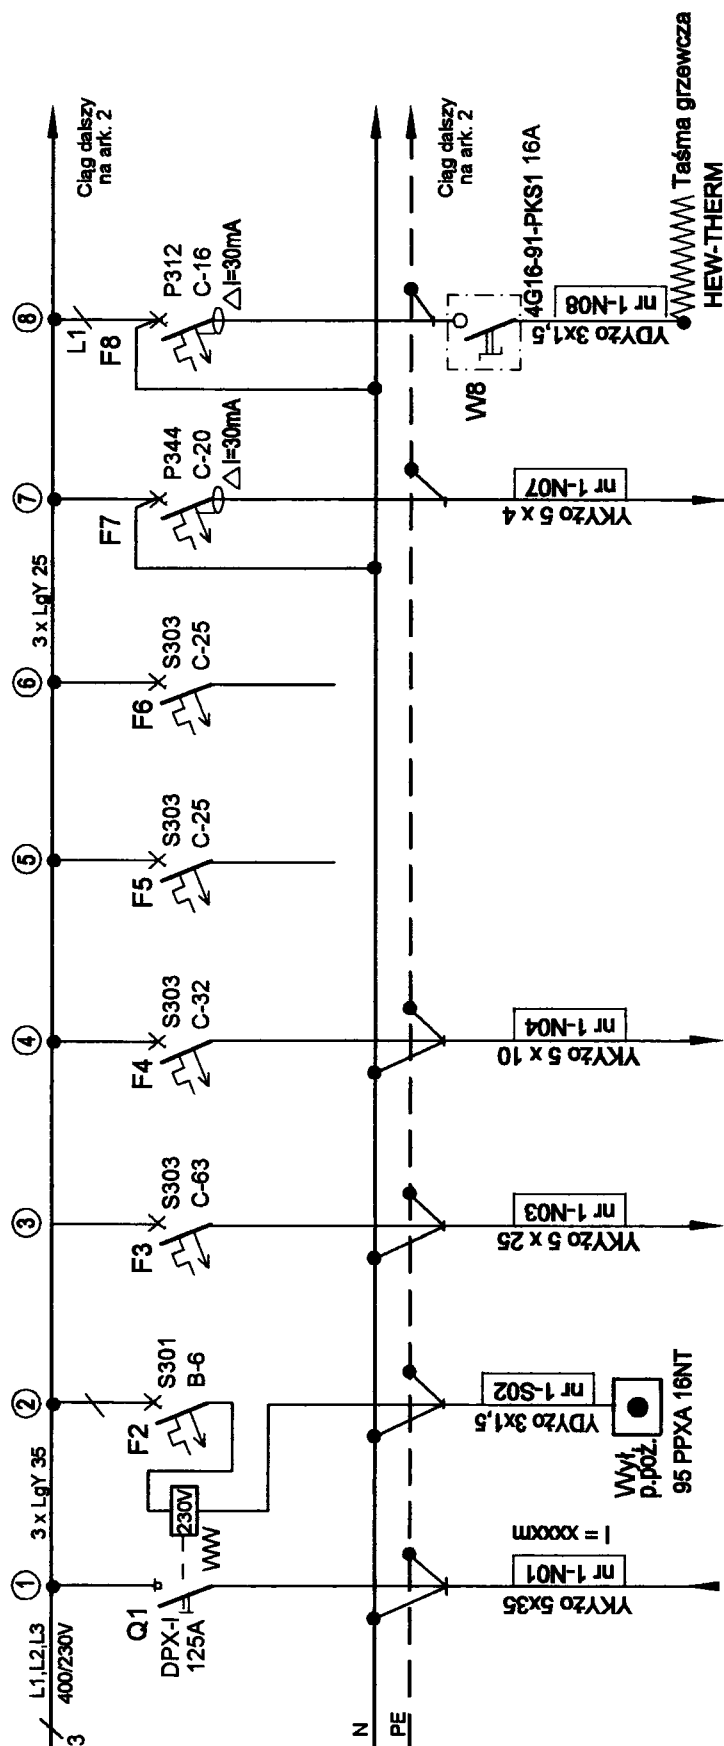 L1,L2,L3
400/230V
3
N
PE
1
Q1
DPX-I
125A
WW
230V
YKYżo 5x35
nr 1-N01
l = xxxxm
3 x LgY 35
2
F2
S301
B-6
YDYżo 3x1,5
nr 1-S02
Wył.
p.poż.
95 PPXA 16NT
3
F3
S303
C-63
YKYżo 5 x 25
nr 1-N03
4
F4
S303
C-32
YKYżo 5 x 10
nr 1-N04
5
F5
S303
C-25
6
F6
S303
C-25
3 x LgY 25
7
F7
P344
C-20
△I=30mA
YKYżo 5 x 4
nr 1-N07
8
L1
F8
P312
C-16
△I=30mA
W8
4G16-91-PKS1 16A
YDYżo 3x1,5
nr 1-N08
Taśma grzewcza
HEW-THERM
Ciąg dalszy
na ark. 2
Ciąg dalszy
na ark. 2